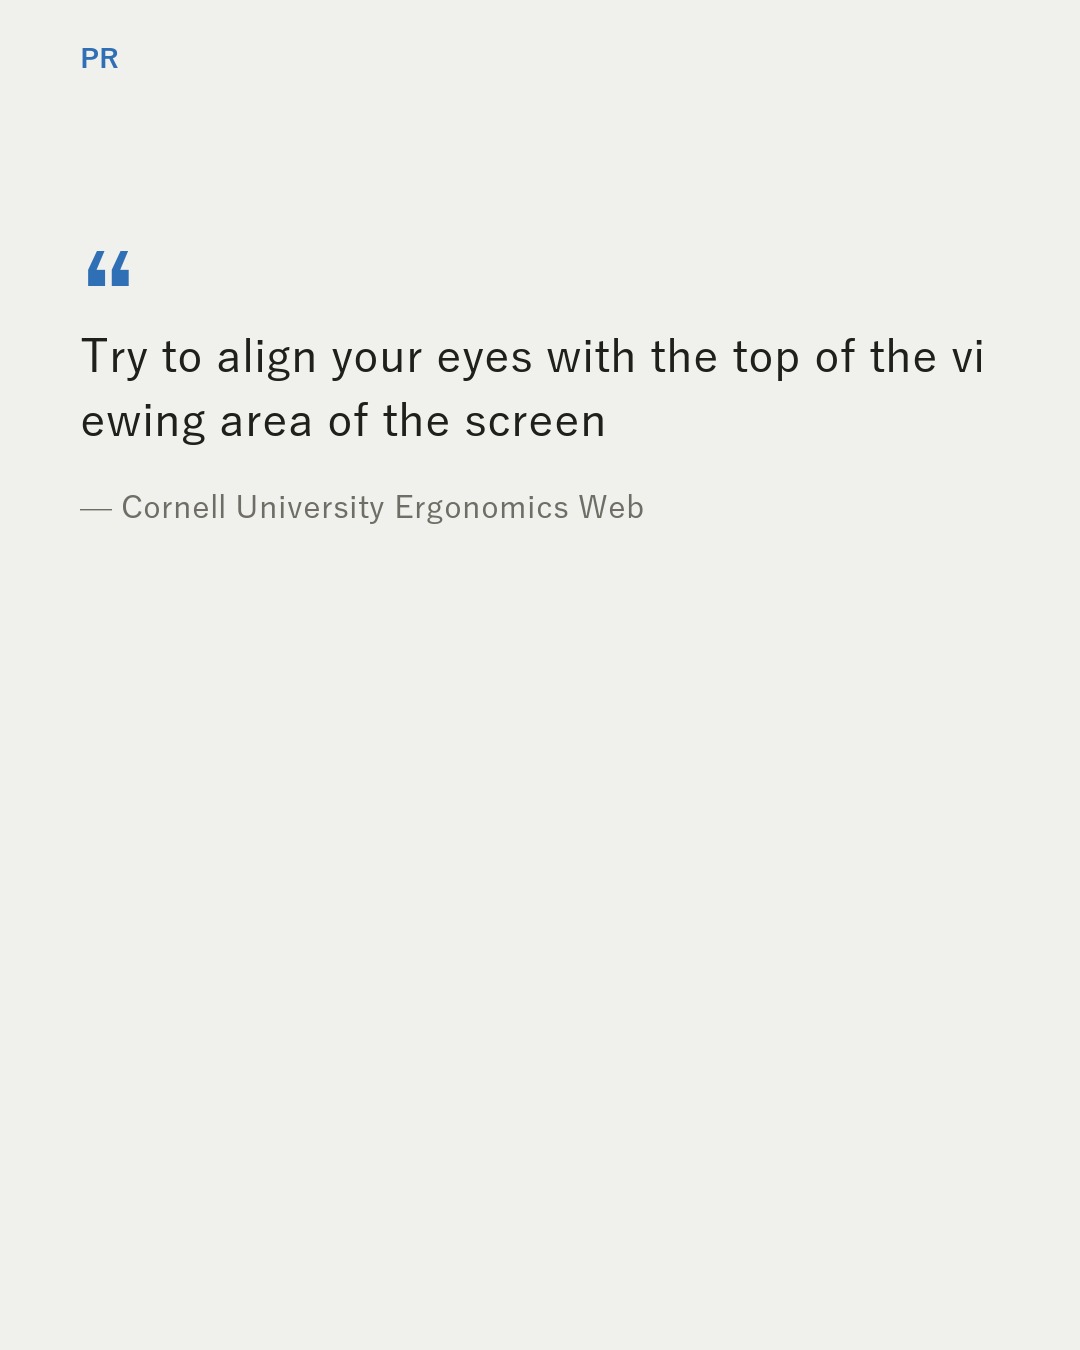 PR
“
Try to align your eyes with the top of the vi
ewing area of the screen
— Cornell University Ergonomics Web